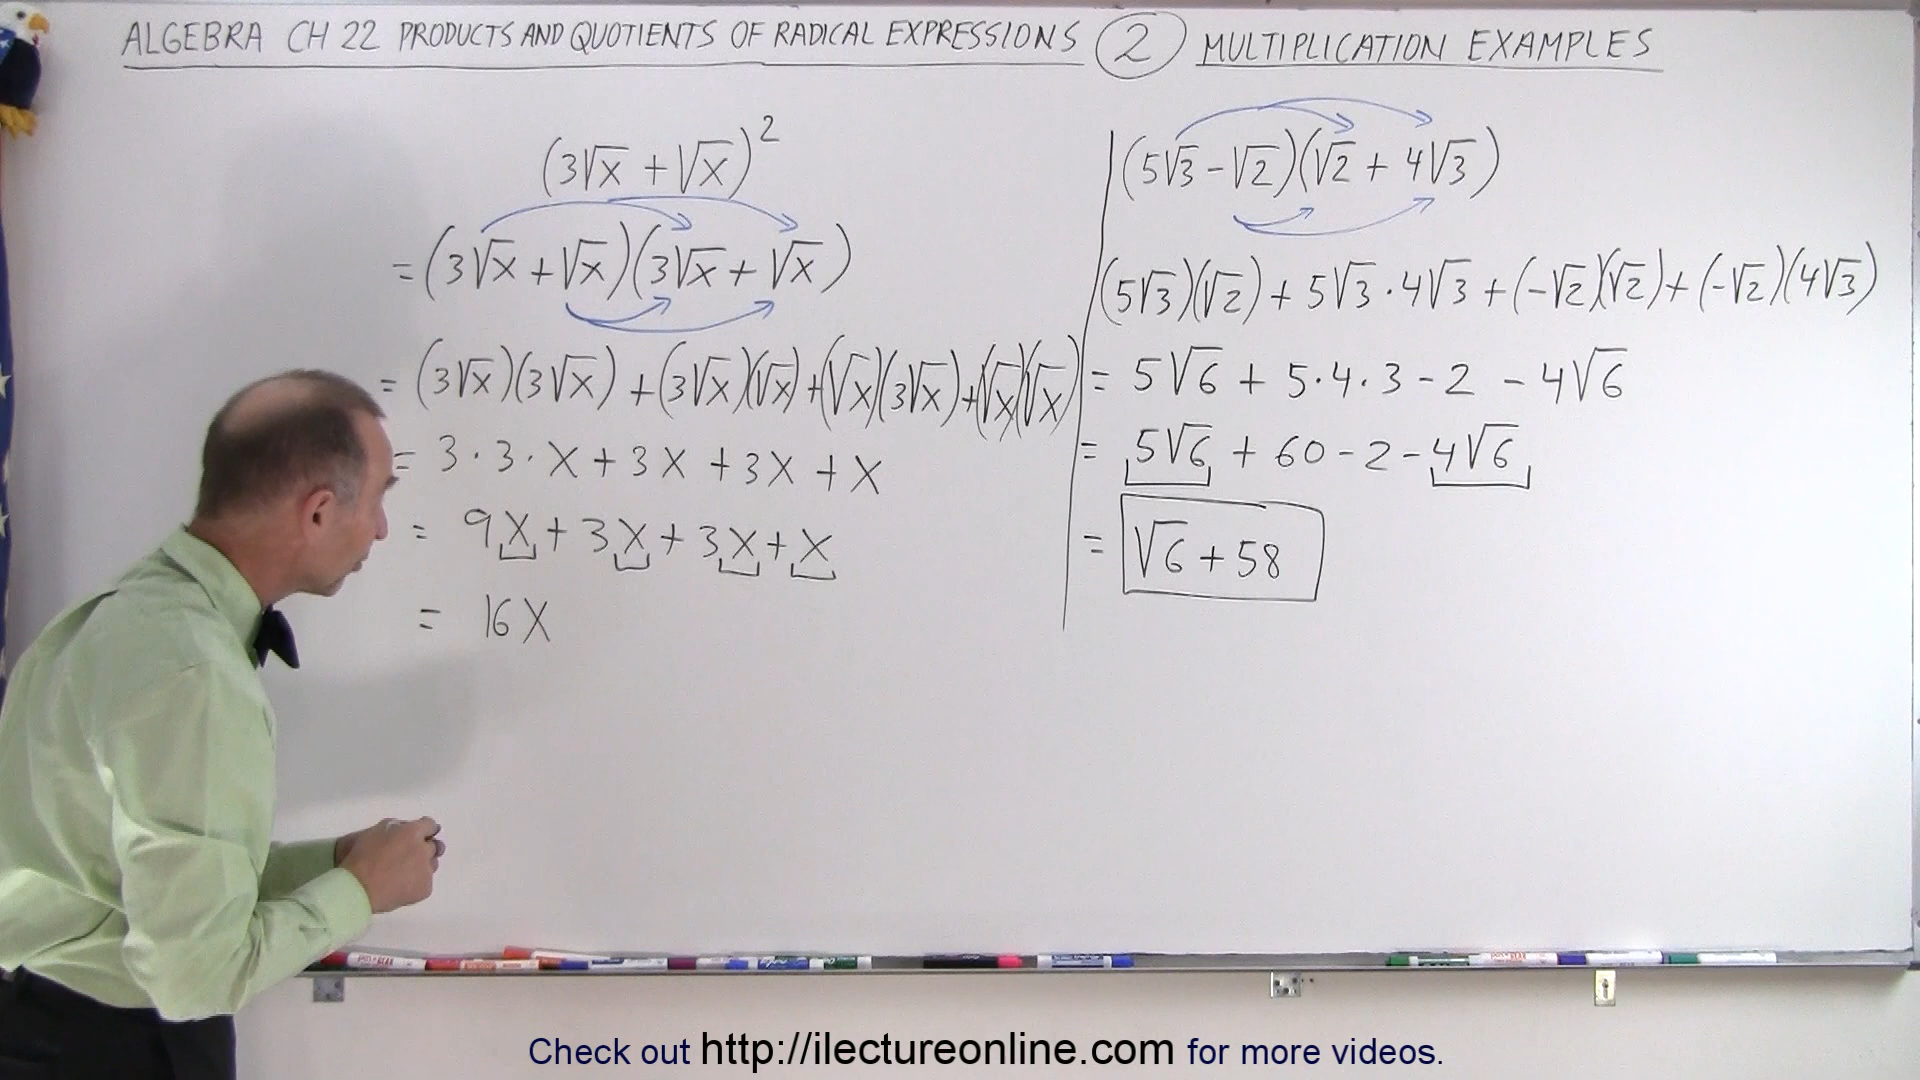 ALGEBRA CH 22 PRODUCTS AND QUOTIENTS OF RADICAL EXPRESSIONS 2 MULTIPLICATION EXAMPLES
(3√x + √x)²
= (3√x + √x)(3√x + √x)
= (3√x)(3√x) + (3√x)(√x) + (√x)(3√x) + (√x)(√x)
= 3·3·X + 3X + 3X + X
= 9X + 3X + 3X + X
= 16X
(5√3 - √2)(√2 + 4√3)
(5√3)(√2) + 5√3·4√3 + (-√2)(√2) + (-√2)(4√3)
= 5√6 + 5·4·3 - 2 - 4√6
= 5√6 + 60 - 2 - 4√6
= √6 + 58
Check out http://ilectureonline.com for more videos.